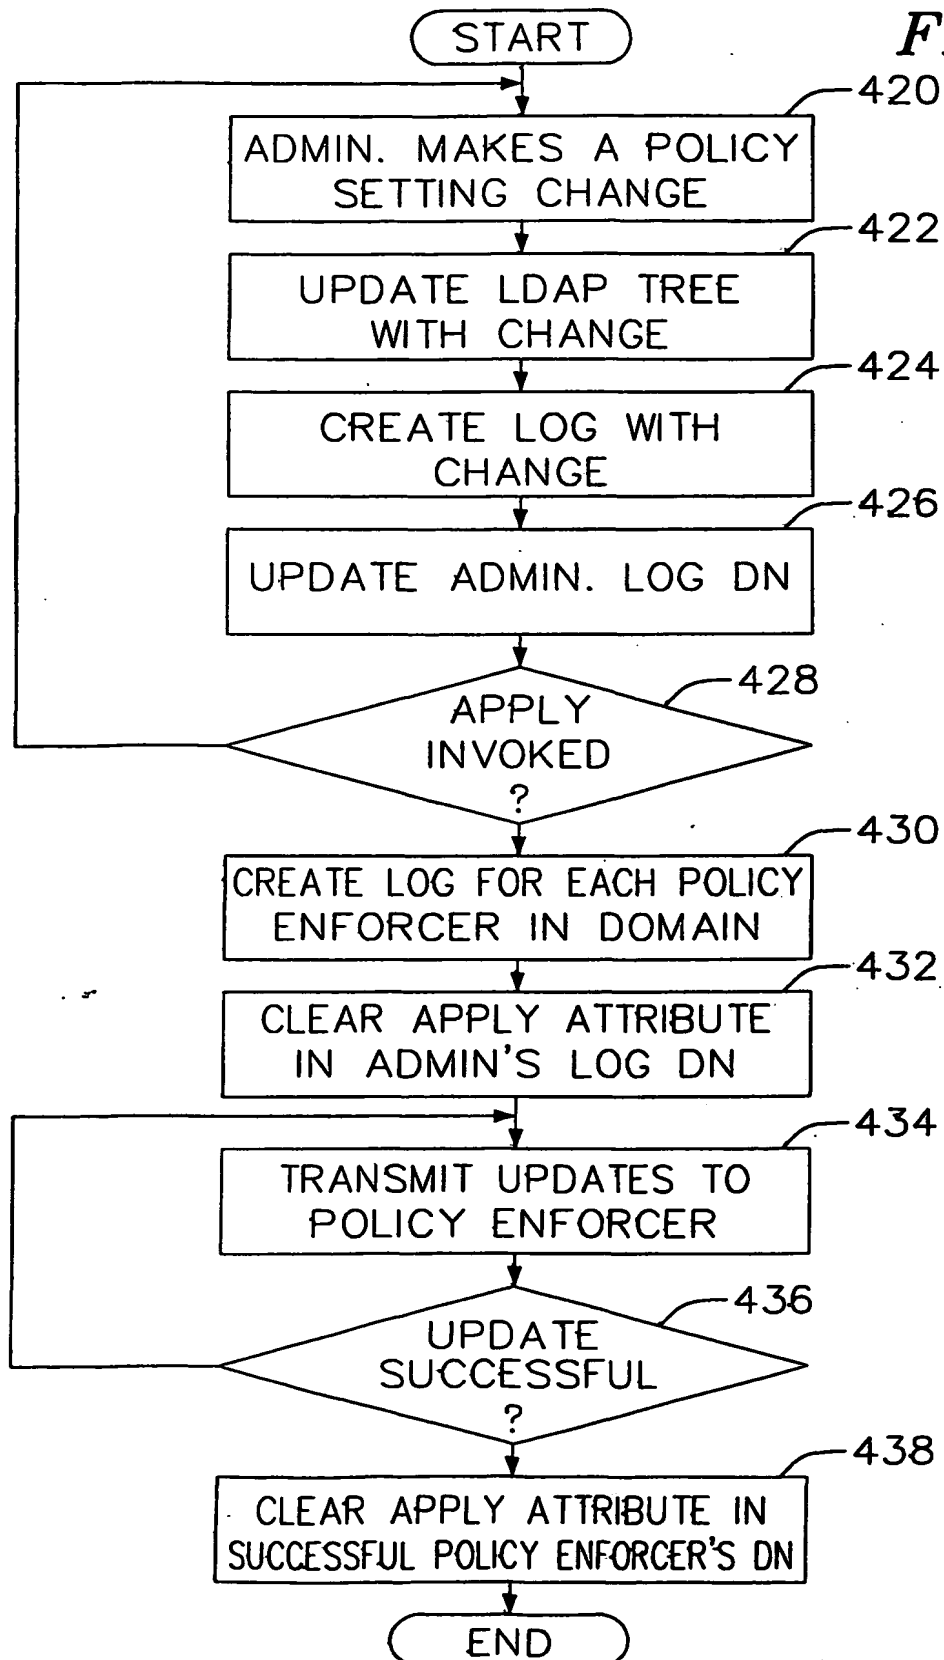 START
F
420
ADMIN. MAKES A POLICY
SETTING CHANGE
422
UPDATE LDAP TREE
WITH CHANGE
424
CREATE LOG WITH
CHANGE
426
UPDATE ADMIN. LOG DN
428
APPLY
INVOKED
?
430
CREATE LOG FOR EACH POLICY
ENFORCER IN DOMAIN
432
CLEAR APPLY ATTRIBUTE
IN ADMIN'S LOG DN
434
TRANSMIT UPDATES TO
POLICY ENFORCER
436
UPDATE
SUCCESSFUL
?
438
CLEAR APPLY ATTRIBUTE IN
SUCCESSFUL POLICY ENFORCER'S DN
END